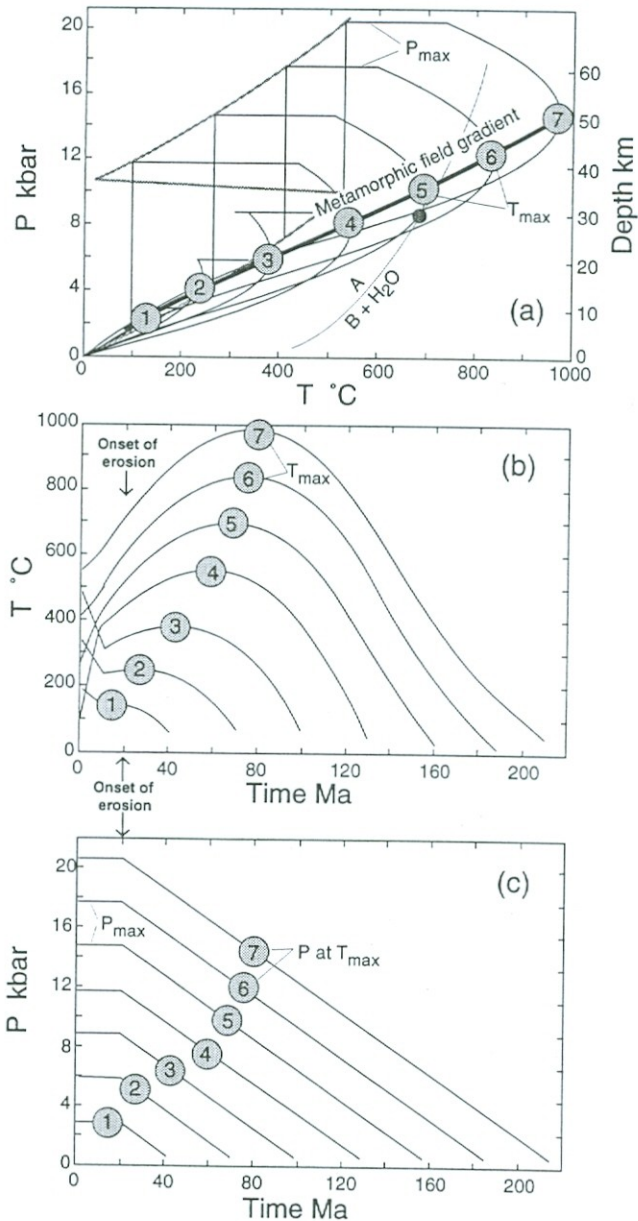 20
16
12
8
4
0
P kbar
Pmax
Metamorphic field gradient
Tmax
1
2
3
4
5
6
7
A
B + H2O
(a)
60
50
40
30
20
10
0
Depth km
200
400
600
800
1000
T °C
1000
800
600
400
200
0
T °C
Onset of
erosion
(b)
Tmax
7
6
5
4
3
2
1
0
40
80
120
160
200
Time Ma
Onset of
erosion
20
16
12
8
4
0
P kbar
(c)
Pmax
P at Tmax
7
6
5
4
3
2
1
0
40
80
120
160
200
Time Ma